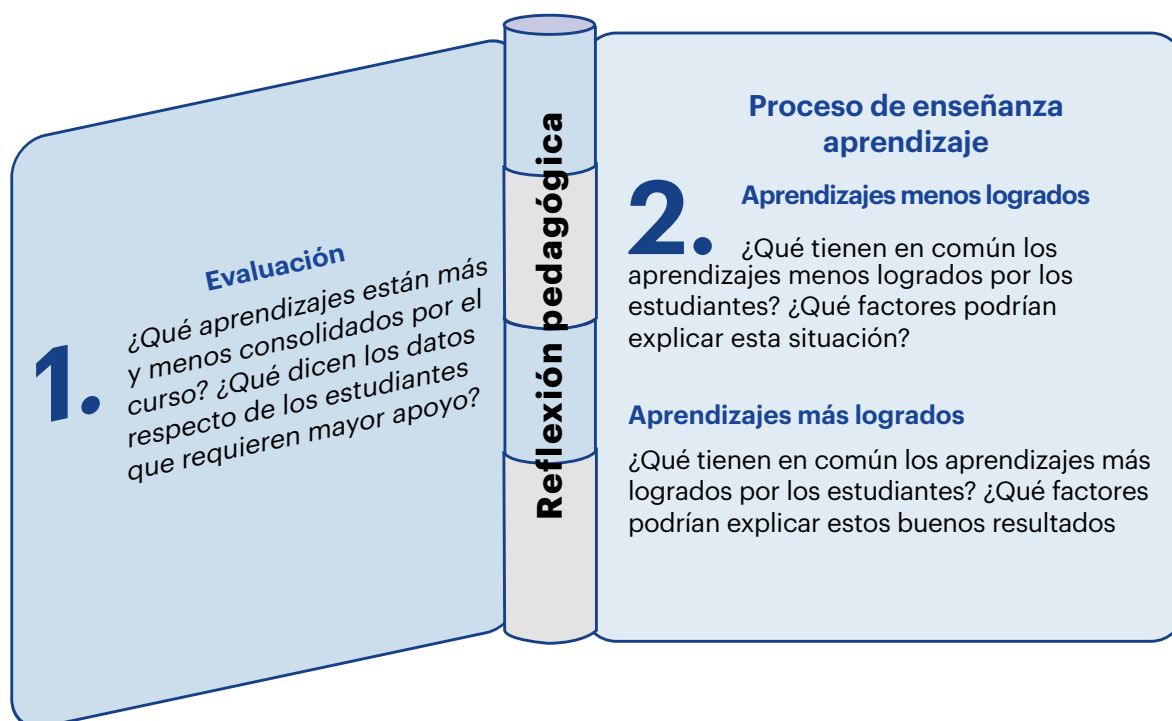 Evaluación
1.
¿Qué aprendizajes están más
y menos consolidados por el
curso? ¿Qué dicen los datos
respecto de los estudiantes
que requieren mayor apoyo?
Reflexión pedagógica
Proceso de enseñanza
aprendizaje
2.
Aprendizajes menos logrados
¿Qué tienen en común los
aprendizajes menos logrados por los
estudiantes? ¿Qué factores podrían
explicar esta situación?
Aprendizajes más logrados
¿Qué tienen en común los aprendizajes más
logrados por los estudiantes? ¿Qué factores
podrían explicar estos buenos resultados